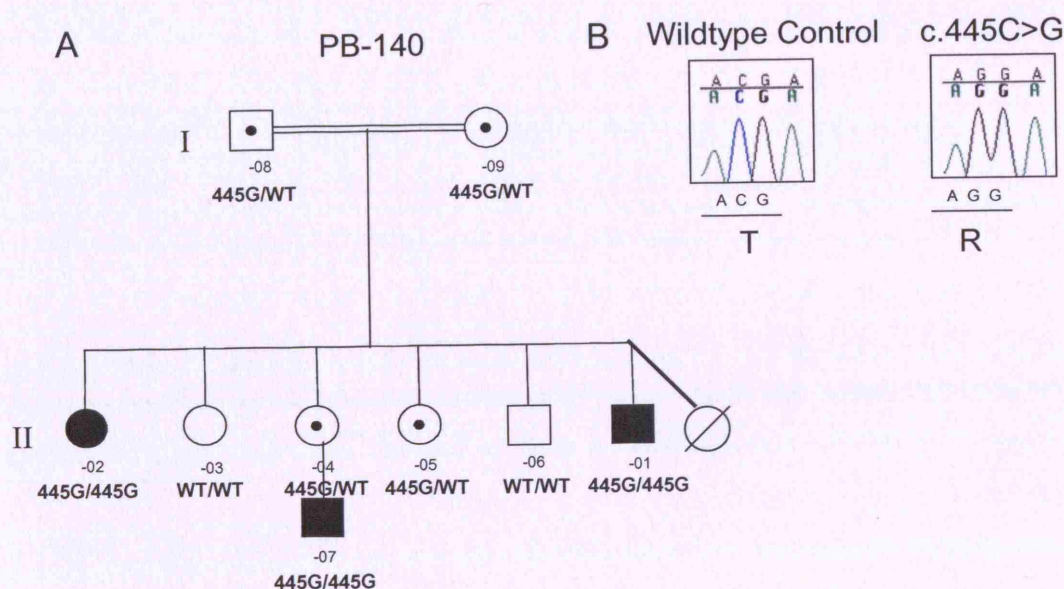 A
PB-140
B
Wildtype Control
c.445C>G
A C G A
A C G A
A G G A
A G G A
I
-08
-09
445G/WT
445G/WT
A C G
A G G
T
R
II
-02
-03
-04
-05
-06
-01
445G/445G
WT/WT
445G/WT
445G/WT
WT/WT
445G/445G
-07
445G/445G